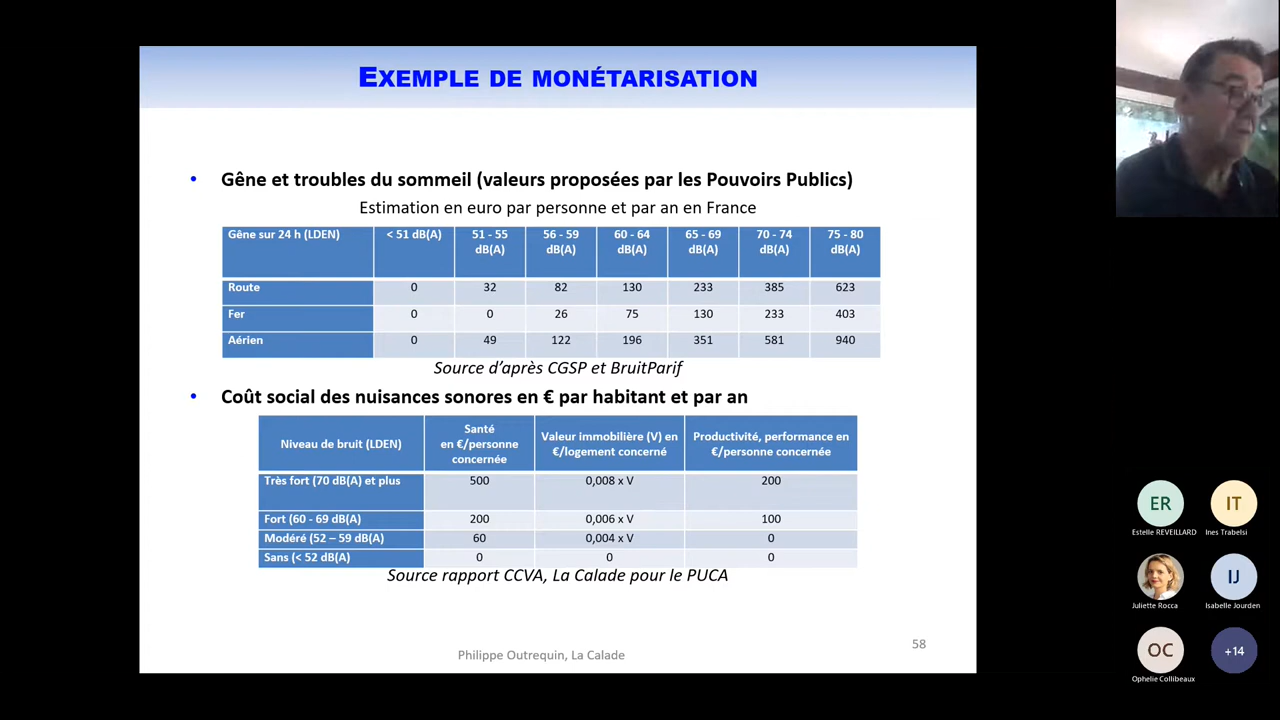 EXEMPLE DE MONÉTARISATION
• Gêne et troubles du sommeil (valeurs proposées par les Pouvoirs Publics)
Estimation en euro par personne et par an en France
Gêne sur 24 h (LDEN) < 51 dB(A) 51 - 55 dB(A) 56 - 59 dB(A) 60 - 64 dB(A) 65 - 69 dB(A) 70 - 74 dB(A) 75 - 80 dB(A)
Route 0 32 82 130 233 385 623
Fer 0 0 26 75 130 233 403
Aérien 0 49 122 196 351 581 940
Source d'après CGSP et BruitParif
• Coût social des nuisances sonores en € par habitant et par an
Niveau de bruit (LDEN) Santé en €/personne concernée Valeur immobilière (V) en €/logement concerné Productivité, performance en €/personne concernée
Très fort (70 dB(A) et plus 500 0,008 x V 200
Fort (60 - 69 dB(A) 200 0,006 x V 100
Modéré (52 – 59 dB(A) 60 0,004 x V 0
Sans (< 52 dB(A) 0 0 0
Source rapport CCVA, La Calade pour le PUCA
Philippe Outrequin, La Calade
58
ER IT
Estelle REVEILLARD Ines Trabelsi
IJ
Juliette Rocca Isabelle Jourden
OC +14
Ophelie Collibeaux